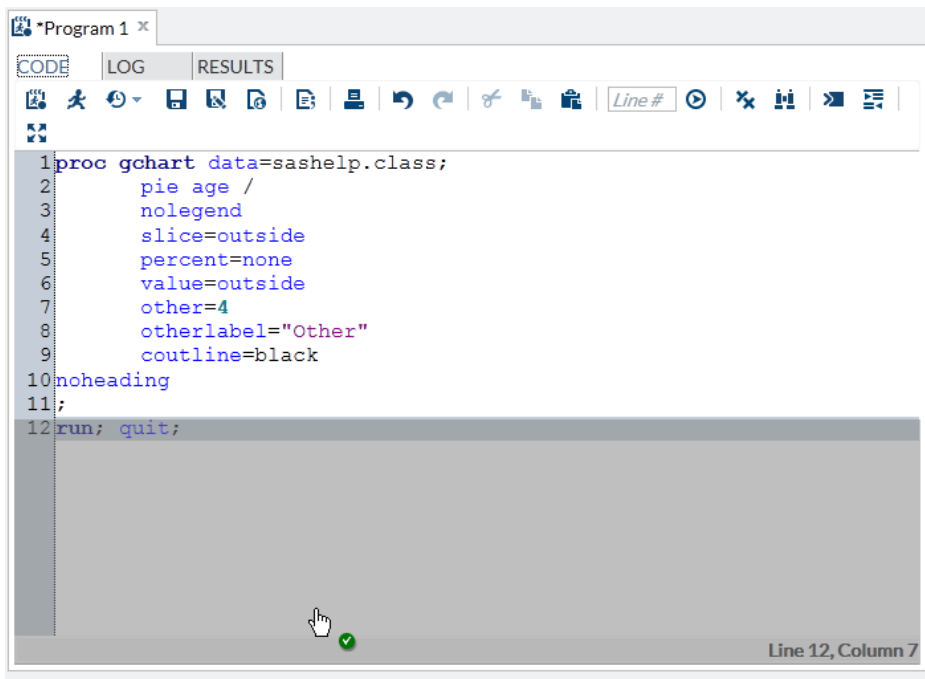 *Program 1 x
CODE LOG RESULTS
Line #
1 proc gchart data=sashelp.class;
2 pie age /
3 nolegend
4 slice=outside
5 percent=none
6 value=outside
7 other=4
8 otherlabel="Other"
9 coutline=black
10 noheading
11 ;
12 run; quit;
Line 12, Column 7